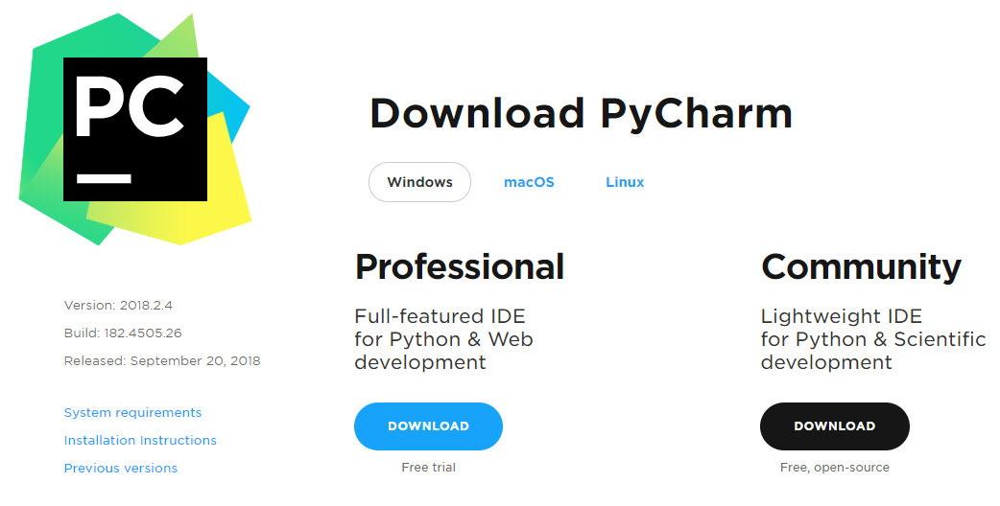 PC
Download PyCharm
Windows macOS Linux
Professional
Full-featured IDE
for Python & Web
development
DOWNLOAD
Free trial
Community
Lightweight IDE
for Python & Scientific
development
DOWNLOAD
Free, open-source
Version: 2018.2.4
Build: 182.4505.26
Released: September 20, 2018
System requirements
Installation Instructions
Previous versions